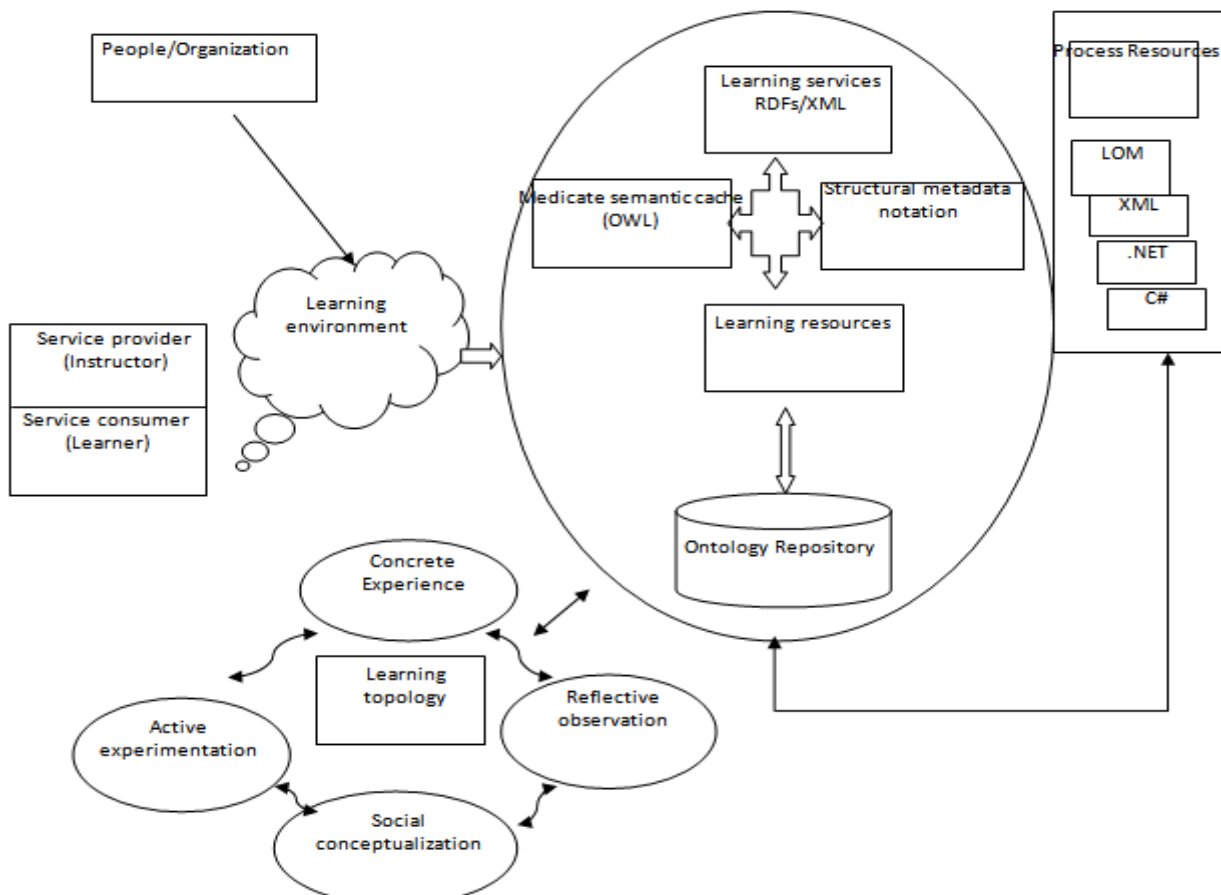 People/Organization
Process Resources
Learning services
RDFs/XML
LOM
Medicate semantic cache
(OWL)
Structural metadata
notation
XML
.NET
C#
Learning
environment
Learning resources
Service provider
(Instructor)
Service consumer
(Learner)
Ontology Repository
Concrete
Experience
Learning
topology
Reflective
observation
Active
experimentation
Social
conceptualization